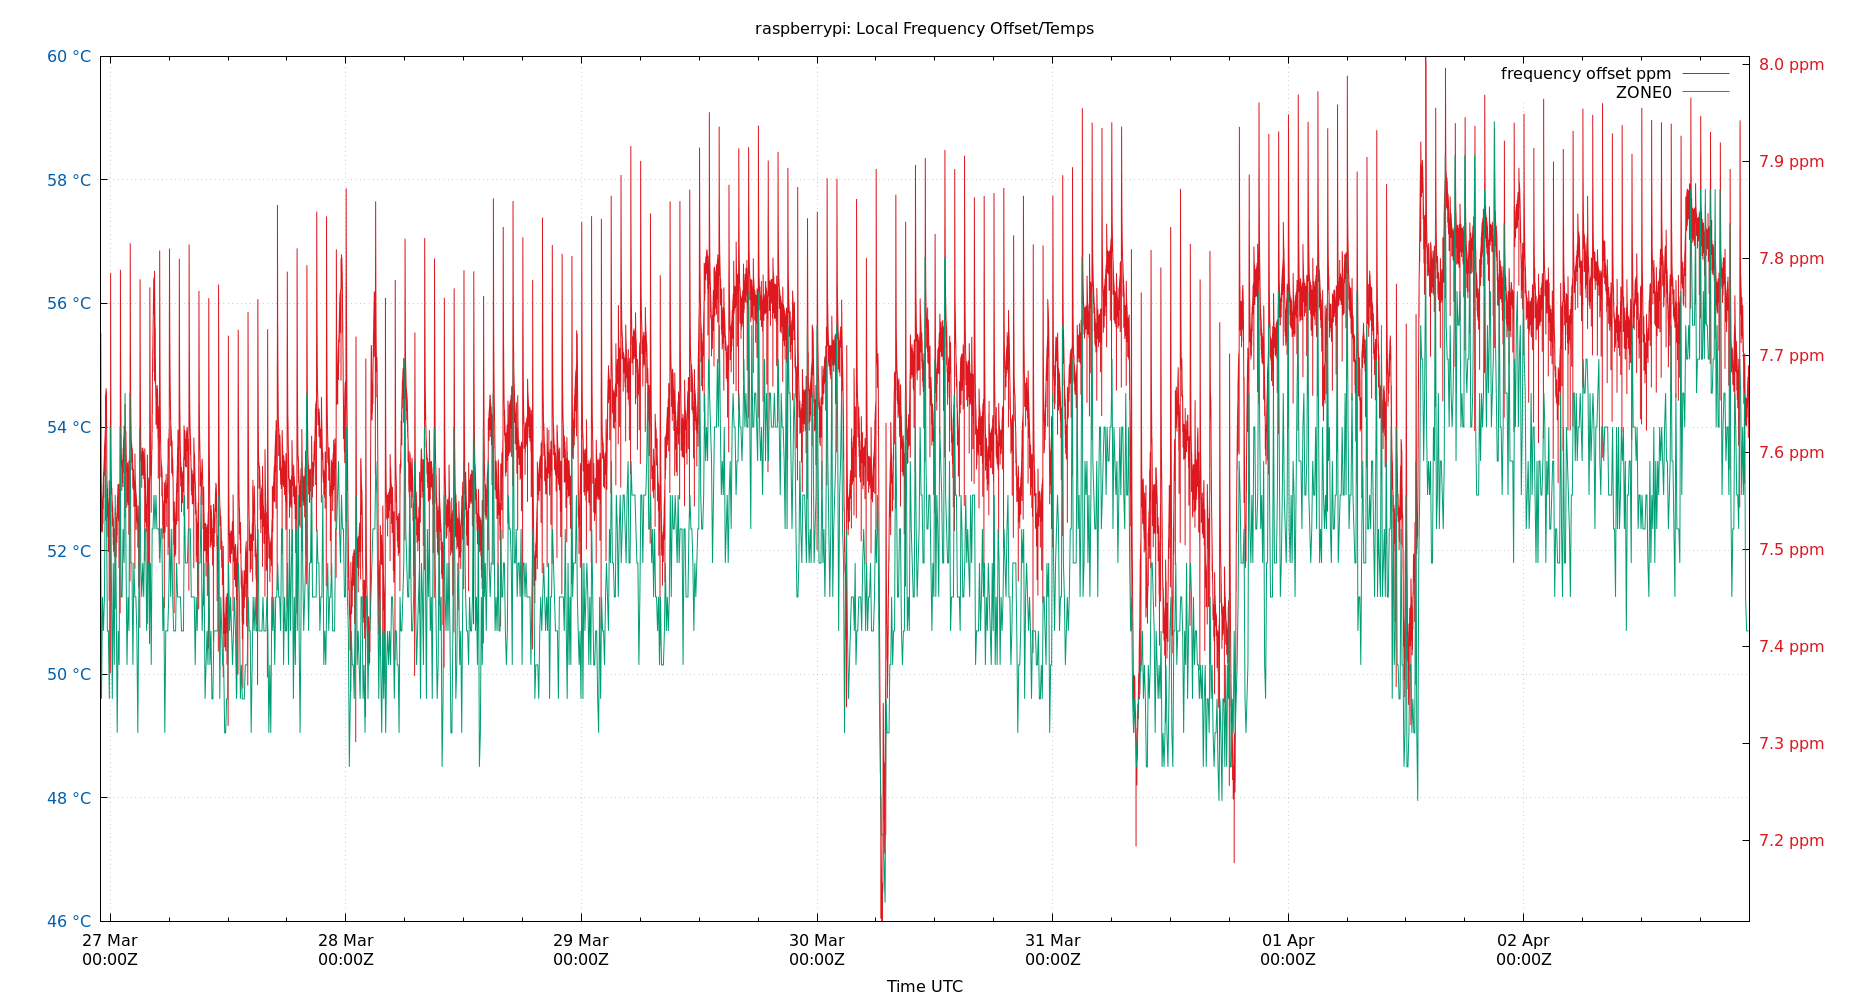 raspberrypi: Local Frequency Offset/Temps
60 °C
58 °C
56 °C
54 °C
52 °C
50 °C
48 °C
46 °C
frequency offset ppm
ZONE0
8.0 ppm
7.9 ppm
7.8 ppm
7.7 ppm
7.6 ppm
7.5 ppm
7.4 ppm
7.3 ppm
7.2 ppm
27 Mar
00:00Z
28 Mar
00:00Z
29 Mar
00:00Z
30 Mar
00:00Z
31 Mar
00:00Z
01 Apr
00:00Z
02 Apr
00:00Z
Time UTC